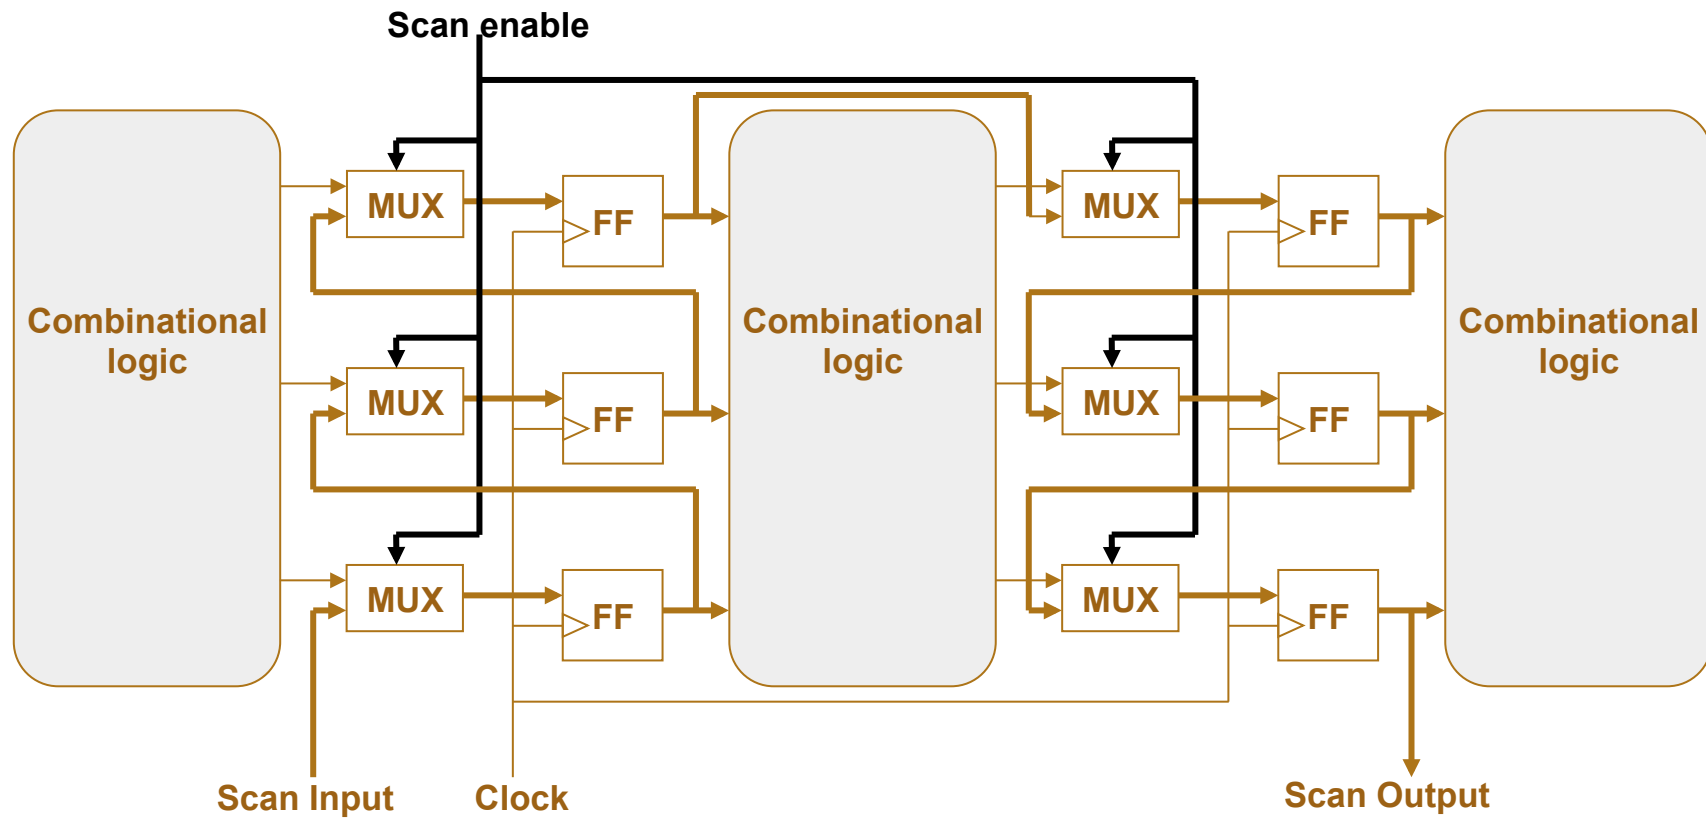 Scan enable
MUX
FF
MUX
FF
Combinational
logic
Combinational
logic
Combinational
logic
MUX
FF
MUX
FF
MUX
FF
MUX
FF
Scan Input
Clock
Scan Output